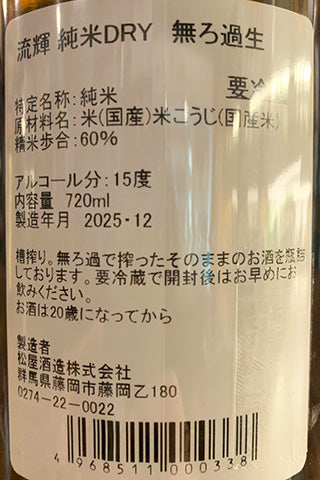 流輝 純米DRY 無ろ過生
要冷
特定名称:純米
原材料名:米(国産)米こうじ(国産米)
精米歩合:60%
アルコール分:15度
内容量 720ml
製造年月 2025・12
槽搾り。無ろ過で搾ったそのままのお酒を瓶詰
しております。要冷蔵で開封後はお早めにお
飲みください。
お酒は20歳になってから
製造者
松屋酒造株式会社
群馬県藤岡市藤岡乙180
0274-22-0022
4 968511 000338